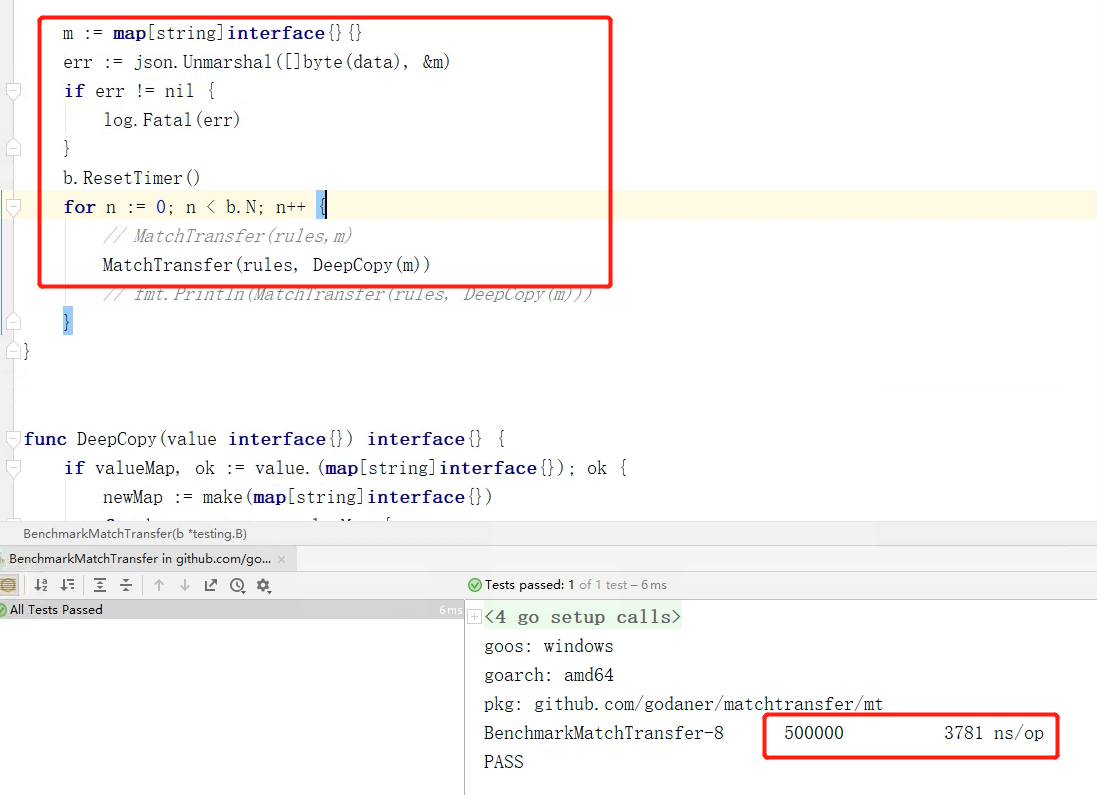 m := map[string]interface{}{}
err := json.Unmarshal([]byte(data), &m)
if err != nil {
log.Fatal(err)
}
b.ResetTimer()
for n := 0; n < b.N; n++ {
// MatchTransfer(rules,m)
MatchTransfer(rules, DeepCopy(m))
// fmt.Println(MatchTransfer(rules, DeepCopy(m)))
}
}
func DeepCopy(value interface{}) interface{} {
if valueMap, ok := value.(map[string]interface{}); ok {
newMap := make(map[string]interface{})
BenchmarkMatchTransfer(b *testing.B)
BenchmarkMatchTransfer in github.com/go...
Tests passed: 1 of 1 test – 6 ms
All Tests Passed 6 ms
<4 go setup calls>
goos: windows
goarch: amd64
pkg: github.com/godaner/matchtransfer/mt
BenchmarkMatchTransfer-8 500000 3781 ns/op
PASS